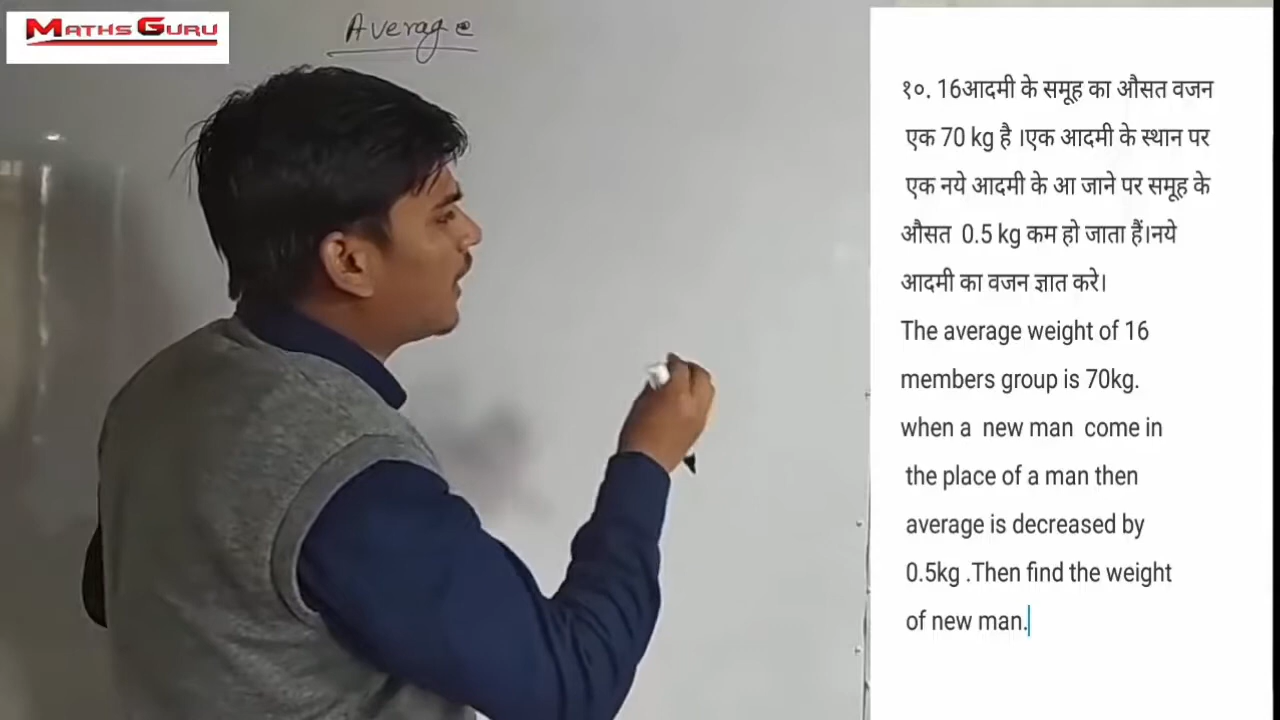 MATHS GURU
Average
१०. 16आदमी के समूह का औसत वजन
एक 70 kg है ।एक आदमी के स्थान पर
एक नये आदमी के आ जाने पर समूह के
औसत 0.5 kg कम हो जाता हैं।नये
आदमी का वजन ज्ञात करे।
The average weight of 16
members group is 70kg.
when a new man come in
the place of a man then
average is decreased by
0.5kg .Then find the weight
of new man.